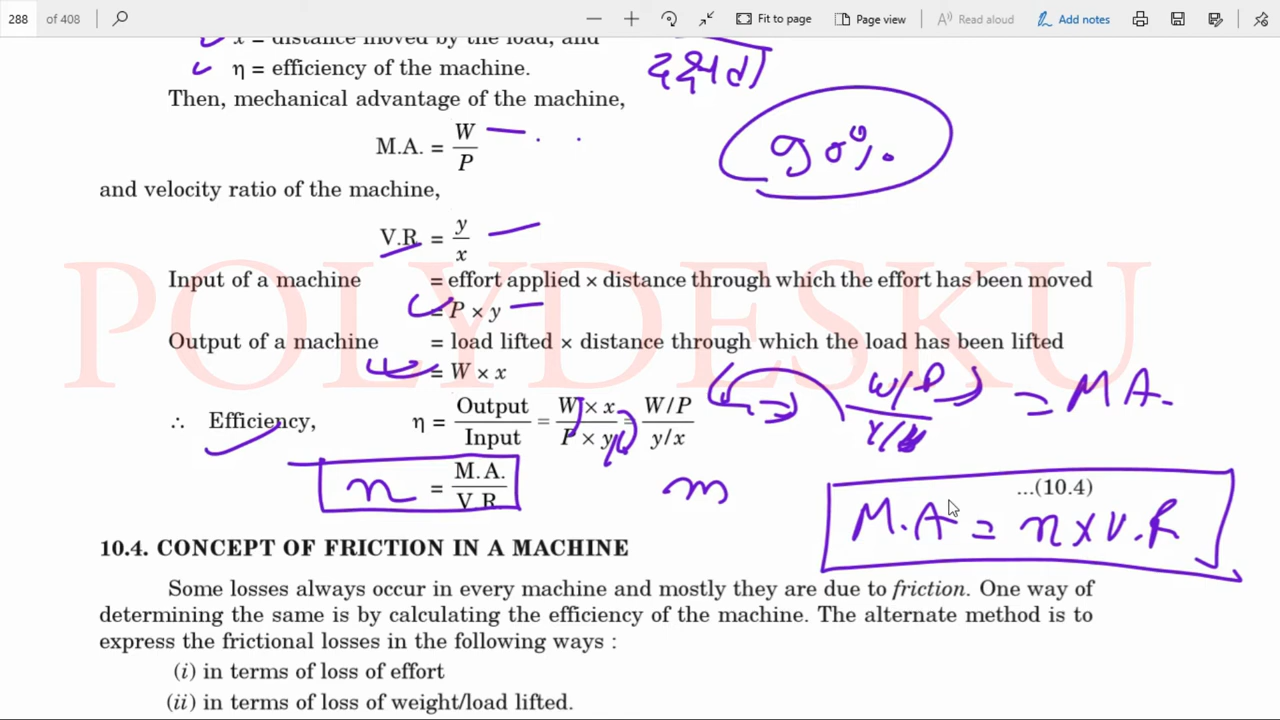 288 of 408 Fit to page Page view Read aloud Add notes
x = distance moved by the load, and
η = efficiency of the machine.
दक्षता
Then, mechanical advantage of the machine,
90%
M.A. = W/P
and velocity ratio of the machine,
V.R. = y/x
Input of a machine = effort applied × distance through which the effort has been moved
= P × y
POLYDESKU
Output of a machine = load lifted × distance through which the load has been lifted
= W × x
W/P = M A.
∴ Efficiency, η = Output/Input = W × x/P × y = W/P / y/x
n = M.A./V.R.
...(10.4)
M.A = n x V.R
10.4. CONCEPT OF FRICTION IN A MACHINE
Some losses always occur in every machine and mostly they are due to friction. One way of
determining the same is by calculating the efficiency of the machine. The alternate method is to
express the frictional losses in the following ways :
(i) in terms of loss of effort
(ii) in terms of loss of weight/load lifted.